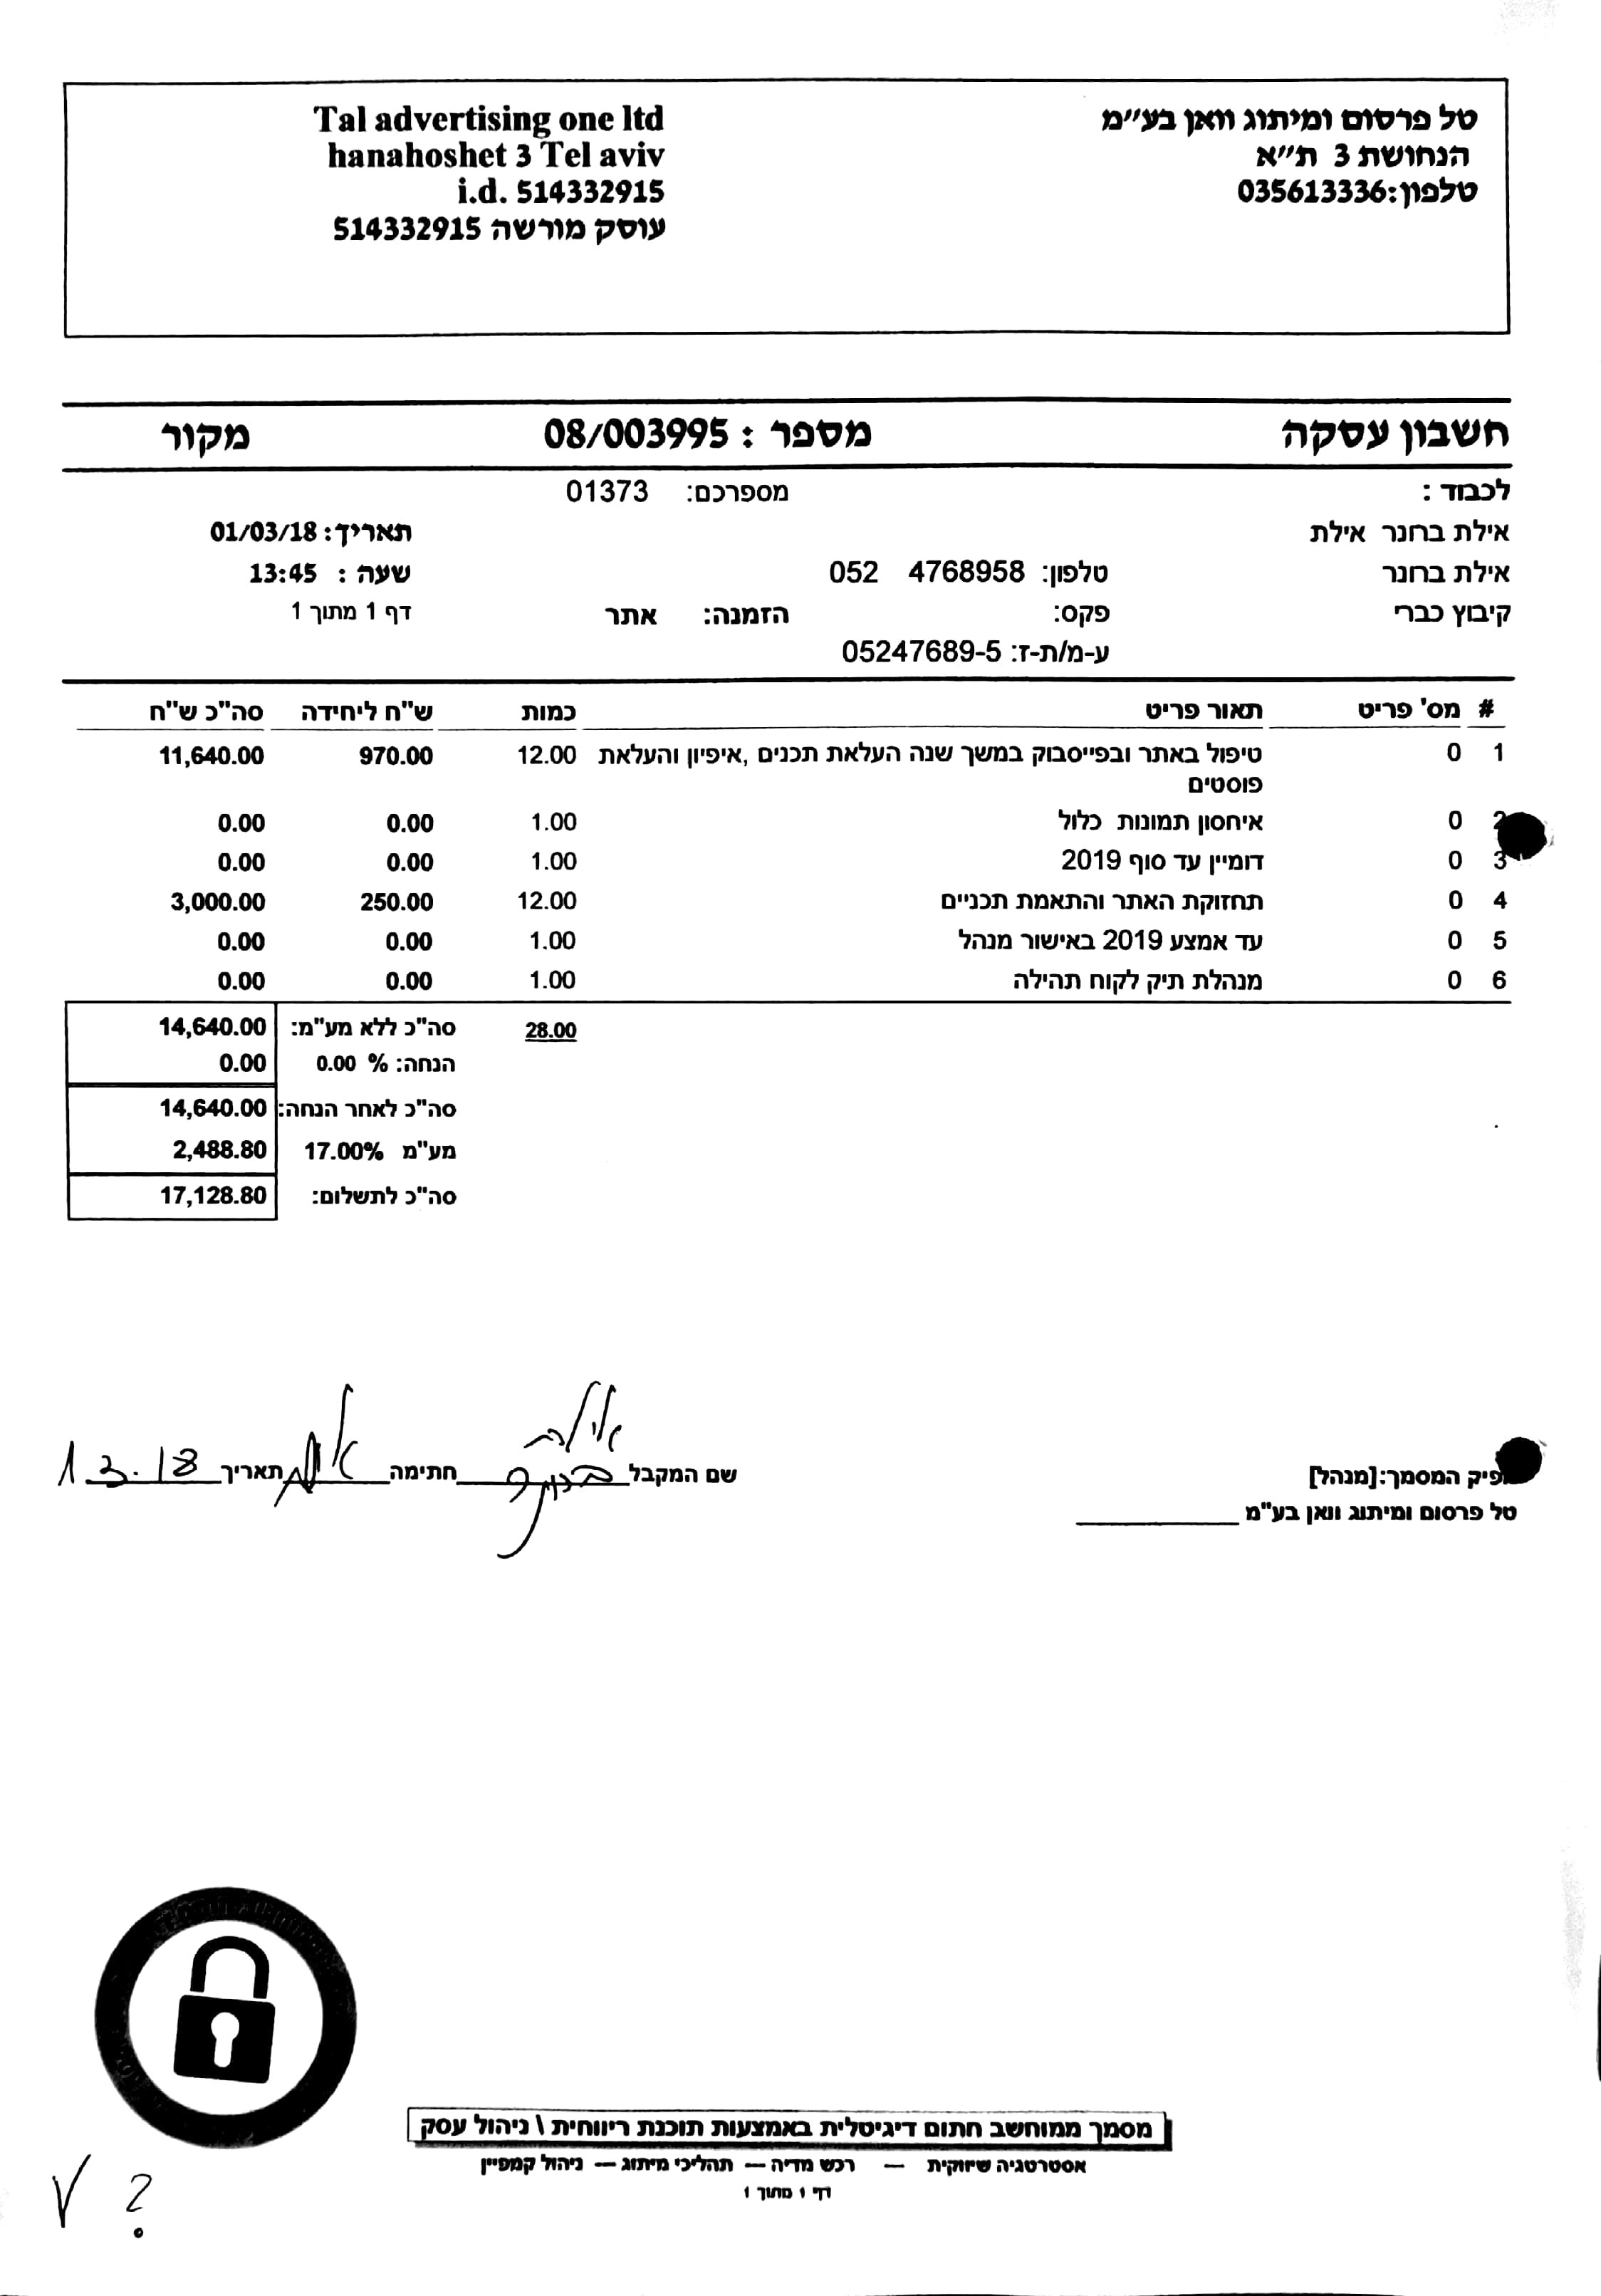 טל פרסום ומיתוג וואן בע״מ
הנחושת 3 ת״א
טלפון:035613336
Tal advertising one ltd
hanahoshet 3 Tel aviv
i.d. 514332915
עוסק מורשה 514332915
חשבון עסקה מספר : 08/003995 מקור
לכבוד : מספרכם: 01373
אילת ברונר אילת תאריך: 01/03/18
אילת ברונר טלפון: 052 4768958 שעה : 13:45
קיבוץ כברי פקס: הזמנה: אתר דף 1 מתוך 1
ע-מ/ת-ז: 05247689-5
# מס' פריט תאור פריט כמות ש"ח ליחידה סה"כ ש"ח
1 0 טיפול באתר ובפייסבוק במשך שנה העלאת תכנים ,איפיון והעלאת 12.00 970.00 11,640.00
פוסטים
2 0 איחסון תמונות כלול 1.00 0.00 0.00
3 0 דומיין עד סוף 2019 1.00 0.00 0.00
4 0 תחזוקת האתר והתאמת תכניים 12.00 250.00 3,000.00
5 0 עד אמצע 2019 באישור מנהל 1.00 0.00 0.00
6 0 מנהלת תיק לקוח תהילה 1.00 0.00 0.00
28.00 סה"כ ללא מע"מ: 14,640.00
הנחה: % 0.00 0.00
סה"כ לאחר הנחה: 14,640.00
מע"מ 17.00% 2,488.80
סה"כ לתשלום: 17,128.80
פיק המסמך:[מנהל] שם המקבל חתימה תאריך 1.3.18
טל פרסום ומיתוג וואן בע"מ
מסמך ממוחשב חתום דיגיטלית באמצעות תוכנת ריווחית \ ניהול עסק
אסטרטגיה שיווקית — רכש מדיה — תהליכי מיתוג — ניהול קמפיין
דף 1 מתוך 1
√ ?